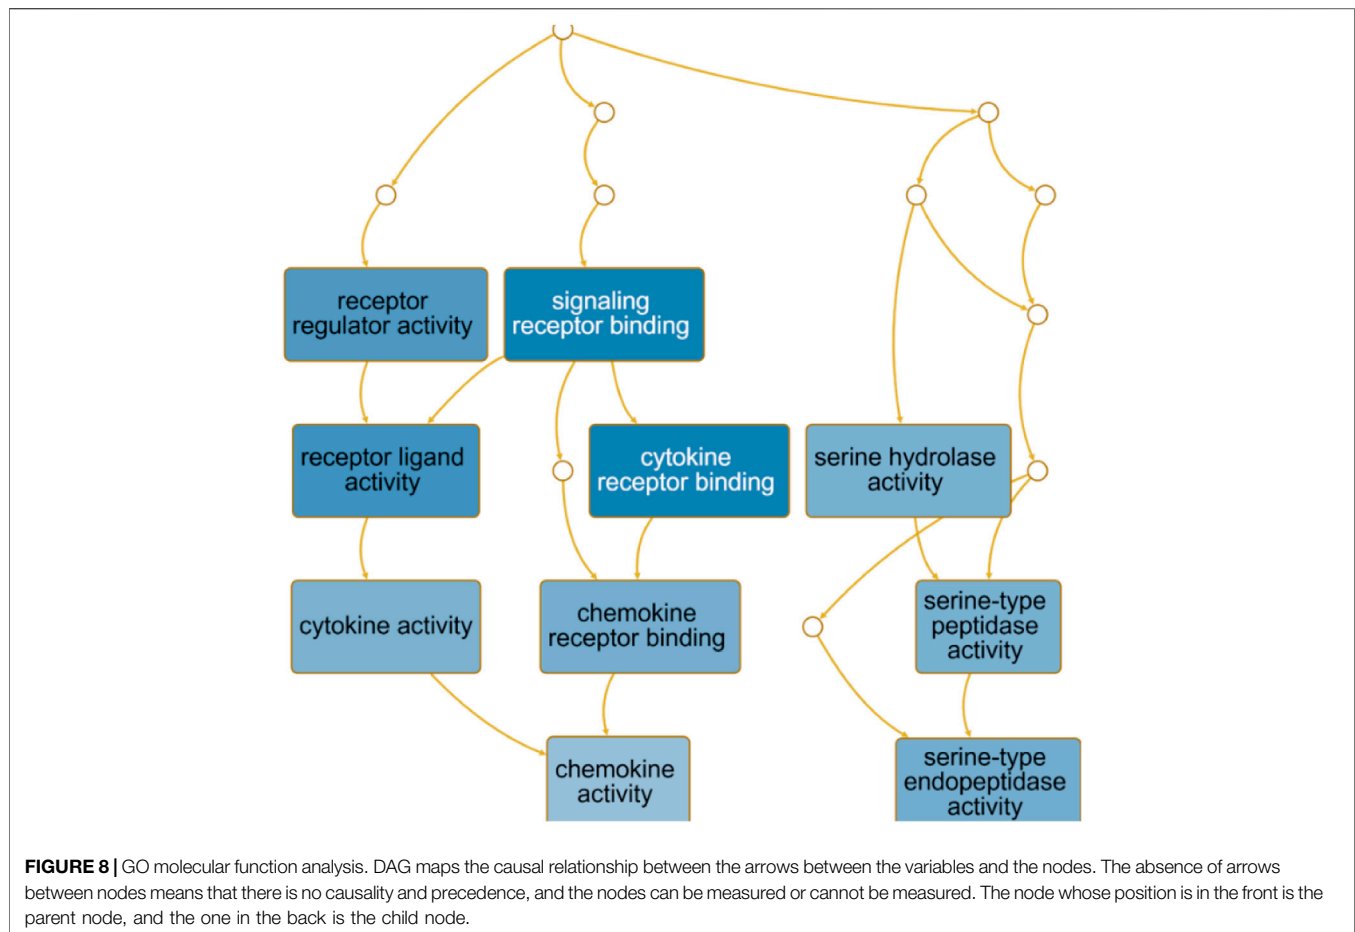 receptor
regulator activity
signaling
receptor binding
receptor ligand
activity
cytokine
receptor binding
serine hydrolase
activity
cytokine activity
chemokine
receptor binding
serine-type
peptidase
activity
chemokine
activity
serine-type
endopeptidase
activity
FIGURE 8 | GO molecular function analysis. DAG maps the causal relationship between the arrows between the variables and the nodes. The absence of arrows
between nodes means that there is no causality and precedence, and the nodes can be measured or cannot be measured. The node whose position is in the front is the
parent node, and the one in the back is the child node.